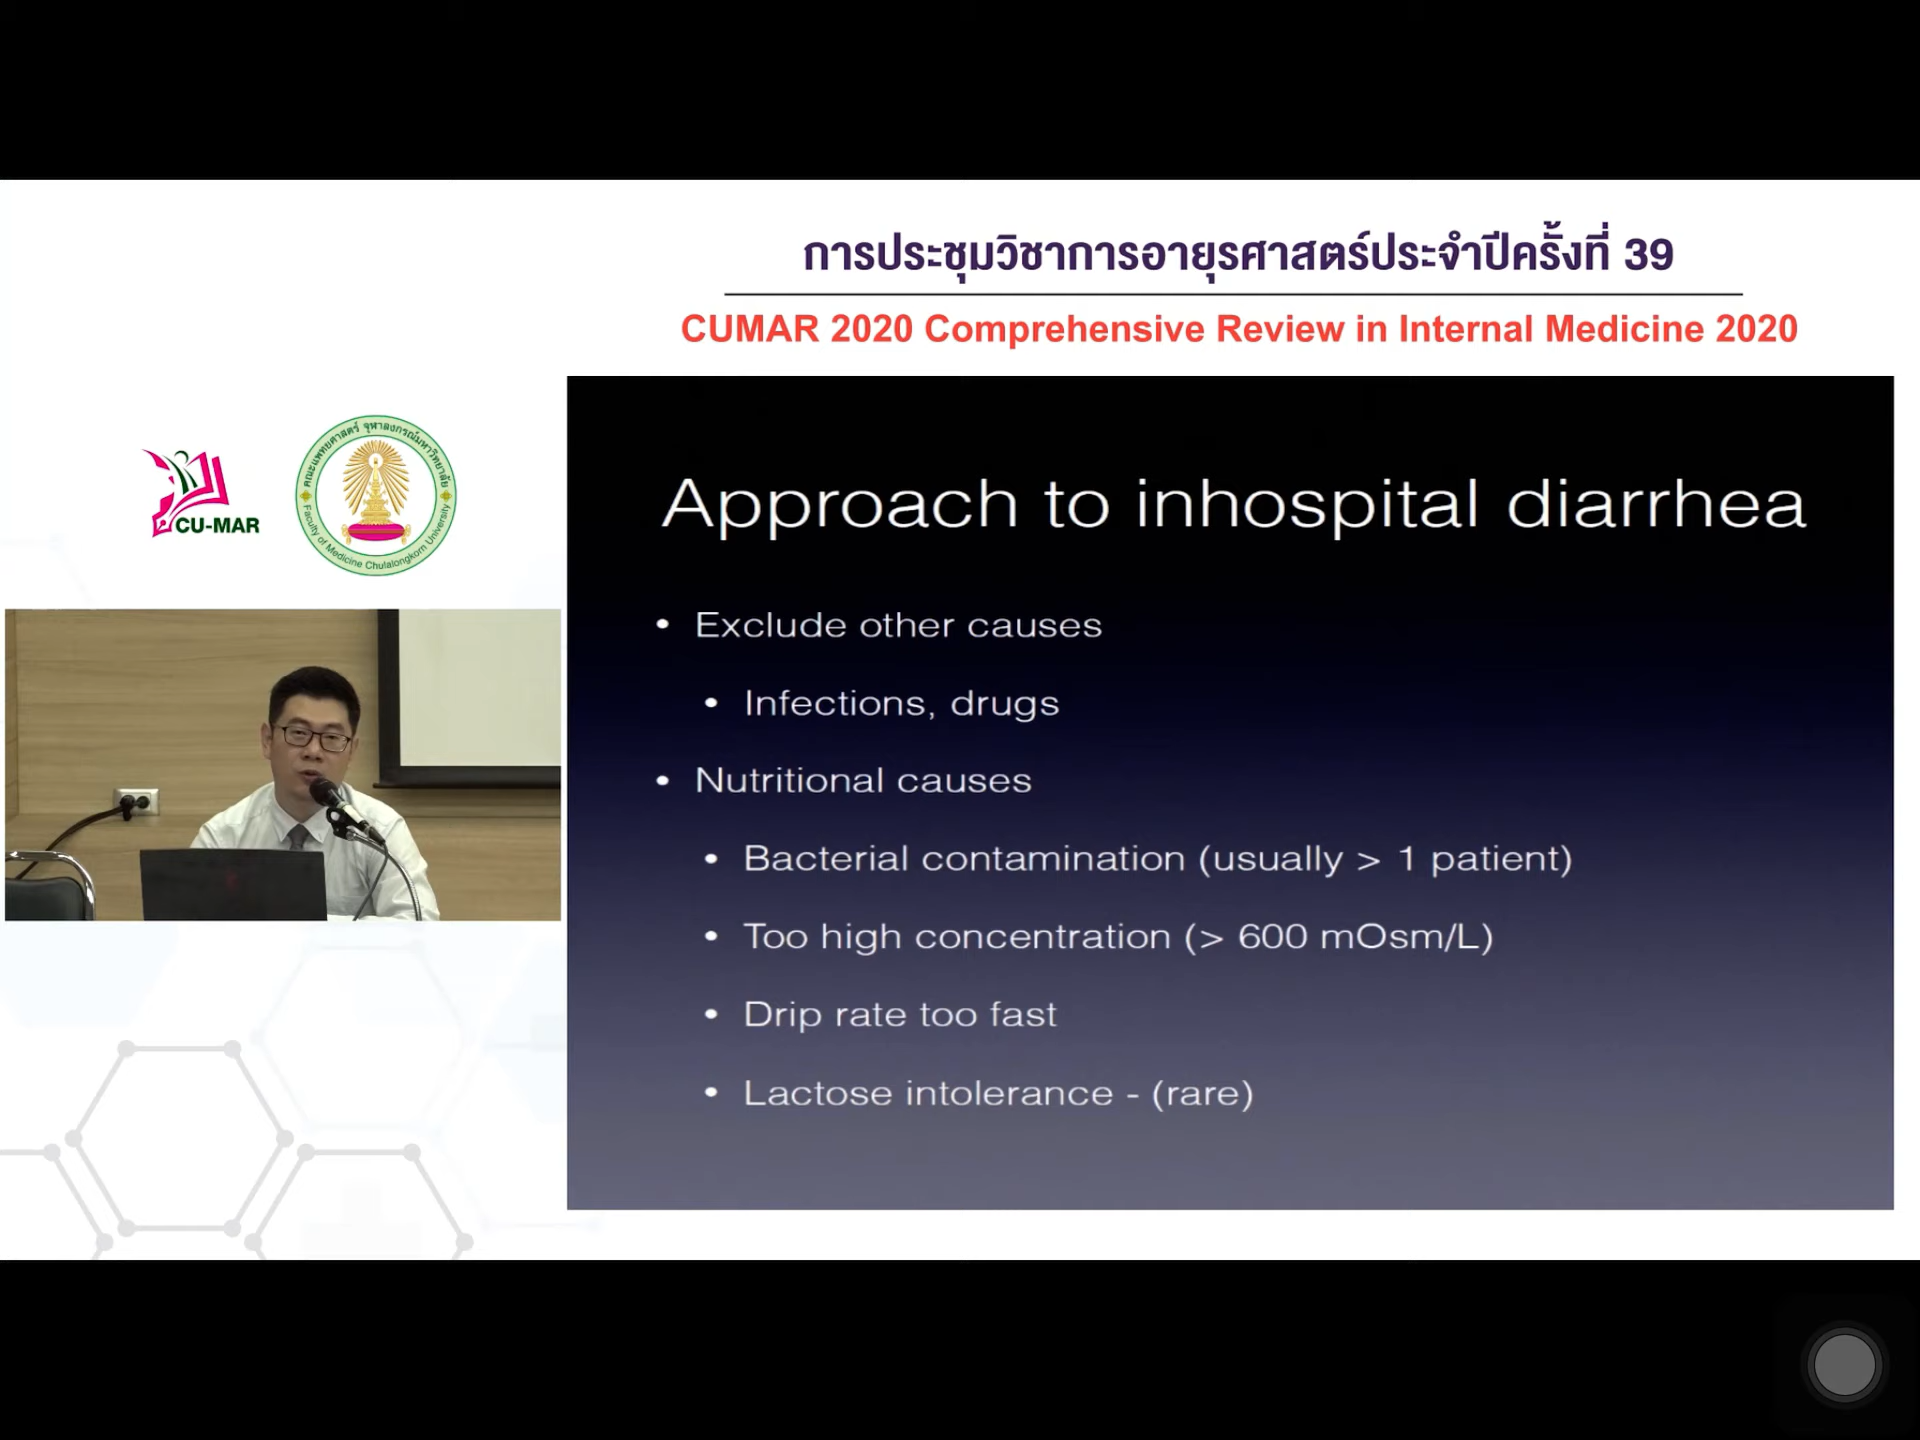 การประชุมวิชาการอายุรศาสตร์ประจำปีครั้งที่ 39
CUMAR 2020 Comprehensive Review in Internal Medicine 2020
CU-MAR
คณะแพทยศาสตร์ จุฬาลงกรณ์มหาวิทยาลัย
Faculty of Medicine Chulalongkorn University
Approach to inhospital diarrhea
• Exclude other causes
• Infections, drugs
• Nutritional causes
• Bacterial contamination (usually > 1 patient)
• Too high concentration (> 600 mOsm/L)
• Drip rate too fast
• Lactose intolerance - (rare)